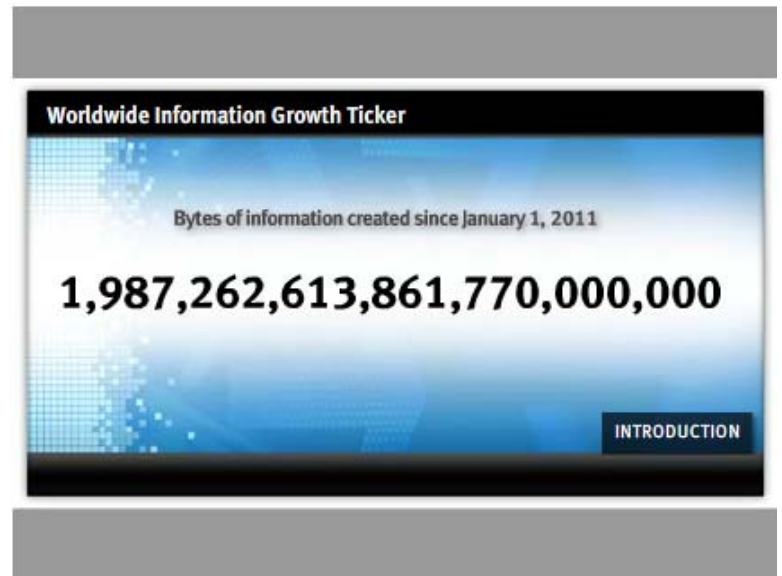 Worldwide Information Growth Ticker
Bytes of information created since January 1, 2011
1,987,262,613,861,770,000,000
INTRODUCTION